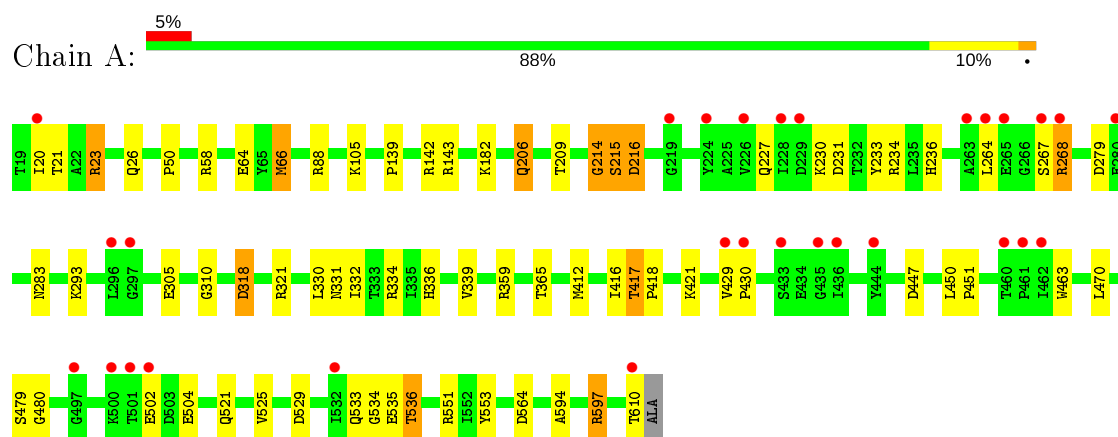 5%
Chain A:
88% 10% •
T19 I20 T21 A22 R23 Q26 P50 R58 E64 Y65 M66 R88 K105 P139 R142 R143 K182 Q206 T209 G214 S215 D216 G219 Y224 A225 V226 Q227 I228 D229 K230 D231 T232 Y233 R234 L235 H236 A263 L264 E265 G266 S267 R268 D279 E280
N283 K293 L296 G297 E305 G310 D318 R321 L330 N331 I332 T333 R334 I335 H336 V339 R359 T365 M412 I416 T417 P418 K421 V429 P430 S433 E434 G435 I436 Y444 D447 L450 P451 T460 P461 I462 W463 L470
S479 G480 G497 K500 T501 E502 D503 E504 Q521 V525 D529 I532 Q533 G534 E535 T536 R551 I552 Y553 D564 A594 R597 T610 ALA